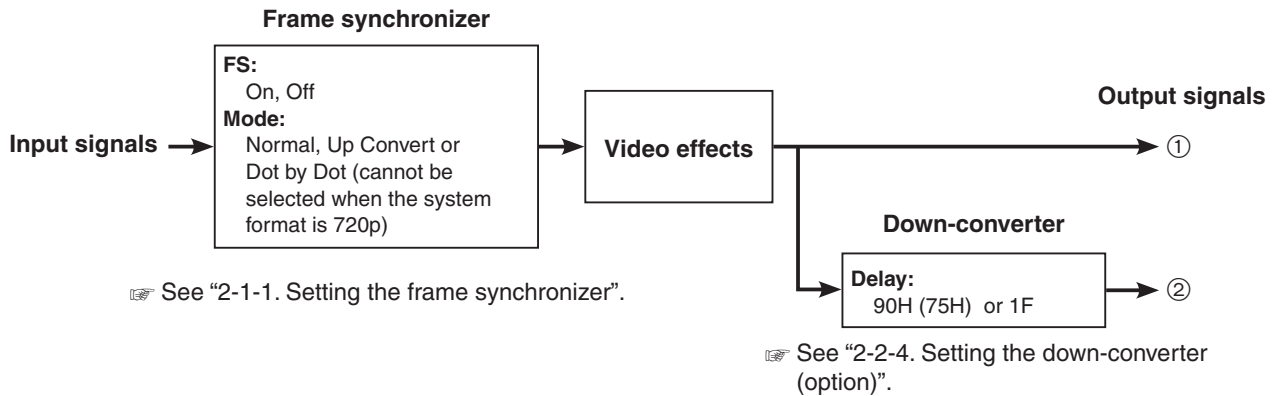 Frame synchronizer
FS:
On, Off
Mode:
Normal, Up Convert or
Dot by Dot (cannot be
selected when the system
format is 720p)
Input signals
Video effects
Output signals
①
Down-converter
Delay:
90H (75H) or 1F
②
☞ See “2-1-1. Setting the frame synchronizer”.
☞ See “2-2-4. Setting the down-converter
(option)”.